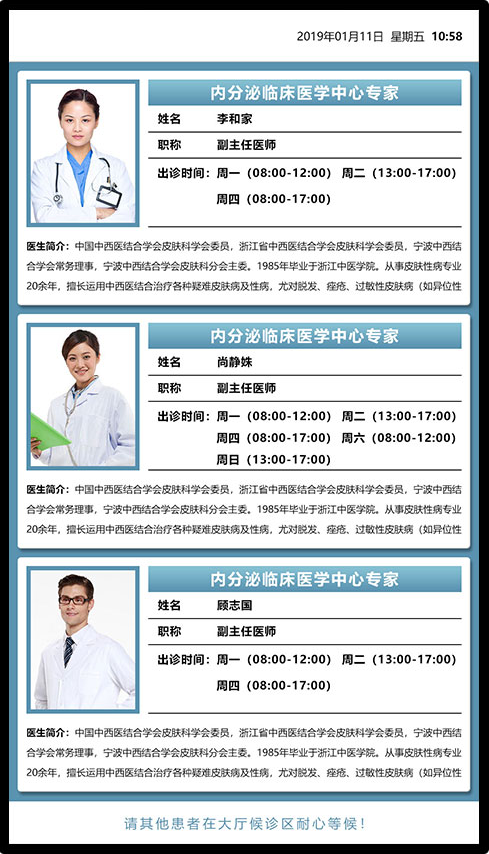 2019年01月11日 星期五 10:58
内分泌临床医学中心专家
姓名 李和家
职称 副主任医师
出诊时间：周一（08:00-12:00） 周二（13:00-17:00）
周四（08:00-17:00）
医生简介：中国中西医结合学会皮肤科学会委员，浙江省中西医结合学会皮肤科学会委员，宁波中西结
合学会常务理事，宁波中西医结合学会皮肤科分会主委。1985年毕业于浙江中医学院。从事皮肤性病专业
20余年，擅长运用中西医结合治疗各种疑难皮肤病及性病，尤对脱发、痤疮、过敏性皮肤病（如异位性
内分泌临床医学中心专家
姓名 尚静姝
职称 副主任医师
出诊时间：周一（08:00-12:00） 周二（13:00-17:00）
周四（08:00-17:00） 周六（08:00-12:00）
周日（13:00-17:00）
医生简介：中国中西医结合学会皮肤科学会委员，浙江省中西医结合学会皮肤科学会委员，宁波中西结
合学会常务理事，宁波中西医结合学会皮肤科分会主委。1985年毕业于浙江中医学院。从事皮肤性病专业
20余年，擅长运用中西医结合治疗各种疑难皮肤病及性病，尤对脱发、痤疮、过敏性皮肤病（如异位性
内分泌临床医学中心专家
姓名 顾志国
职称 副主任医师
出诊时间：周一（08:00-12:00） 周二（13:00-17:00）
周四（08:00-17:00）
医生简介：中国中西医结合学会皮肤科学会委员，浙江省中西医结合学会皮肤科学会委员，宁波中西结
合学会常务理事，宁波中西医结合学会皮肤科分会主委。1985年毕业于浙江中医学院。从事皮肤性病专业
20余年，擅长运用中西医结合治疗各种疑难皮肤病及性病，尤对脱发、痤疮、过敏性皮肤病（如异位性
请其他患者在大厅候诊区耐心等候！